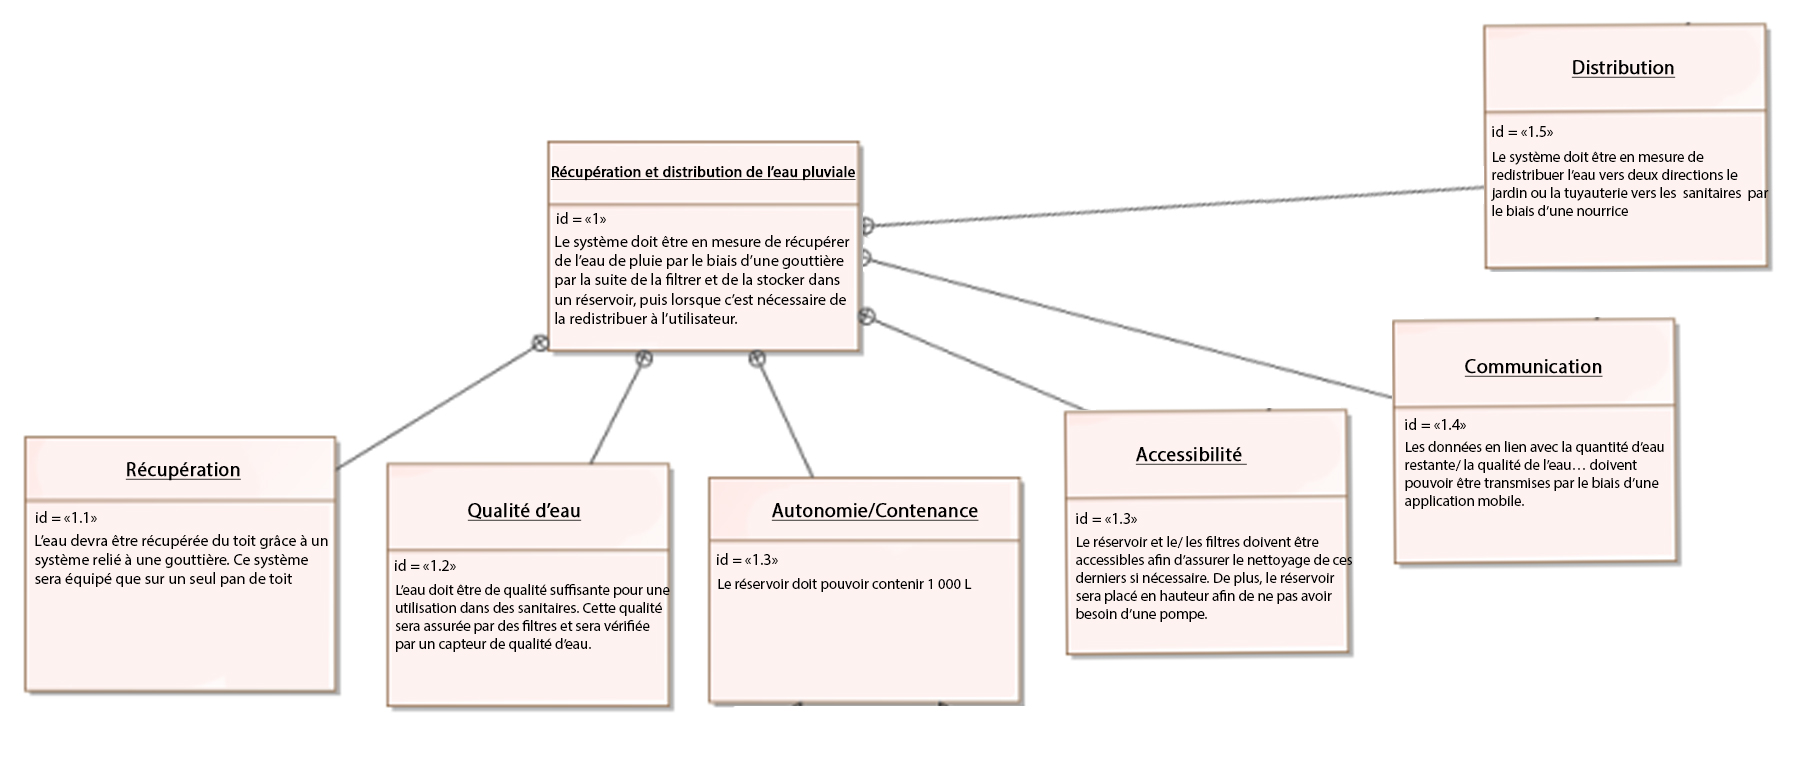 Récupération et distribution de l'eau pluviale
id = «1»
Le système doit être en mesure de récupérer
de l'eau de pluie par le biais d'une gouttière
par la suite de la filtrer et de la stocker dans
un réservoir, puis lorsque c'est nécessaire de
la redistribuer à l'utilisateur.
Récupération
id = «1.1»
L'eau devra être récupérée du toit grâce à un
système relié à une gouttière. Ce système
sera équipé que sur un seul pan de toit
Qualité d'eau
id = «1.2»
L'eau doit être de qualité suffisante pour une
utilisation dans des sanitaires. Cette qualité
sera assurée par des filtres et sera vérifiée
par un capteur de qualité d'eau.
Autonomie/Contenance
id = «1.3»
Le réservoir doit pouvoir contenir 1 000 L
Accessibilité
id = «1.3»
Le réservoir et le/ les filtres doivent être
accessibles afin d'assurer le nettoyage de ces
derniers si nécessaire. De plus, le réservoir
sera placé en hauteur afin de ne pas avoir
besoin d'une pompe.
Communication
id = «1.4»
Les données en lien avec la quantité d'eau
restante/ la qualité de l'eau… doivent
pouvoir être transmises par le biais d'une
application mobile.
Distribution
id = «1.5»
Le système doit être en mesure de
redistribuer l'eau vers deux directions le
jardin ou la tuyauterie vers les sanitaires par
le biais d'une nourrice